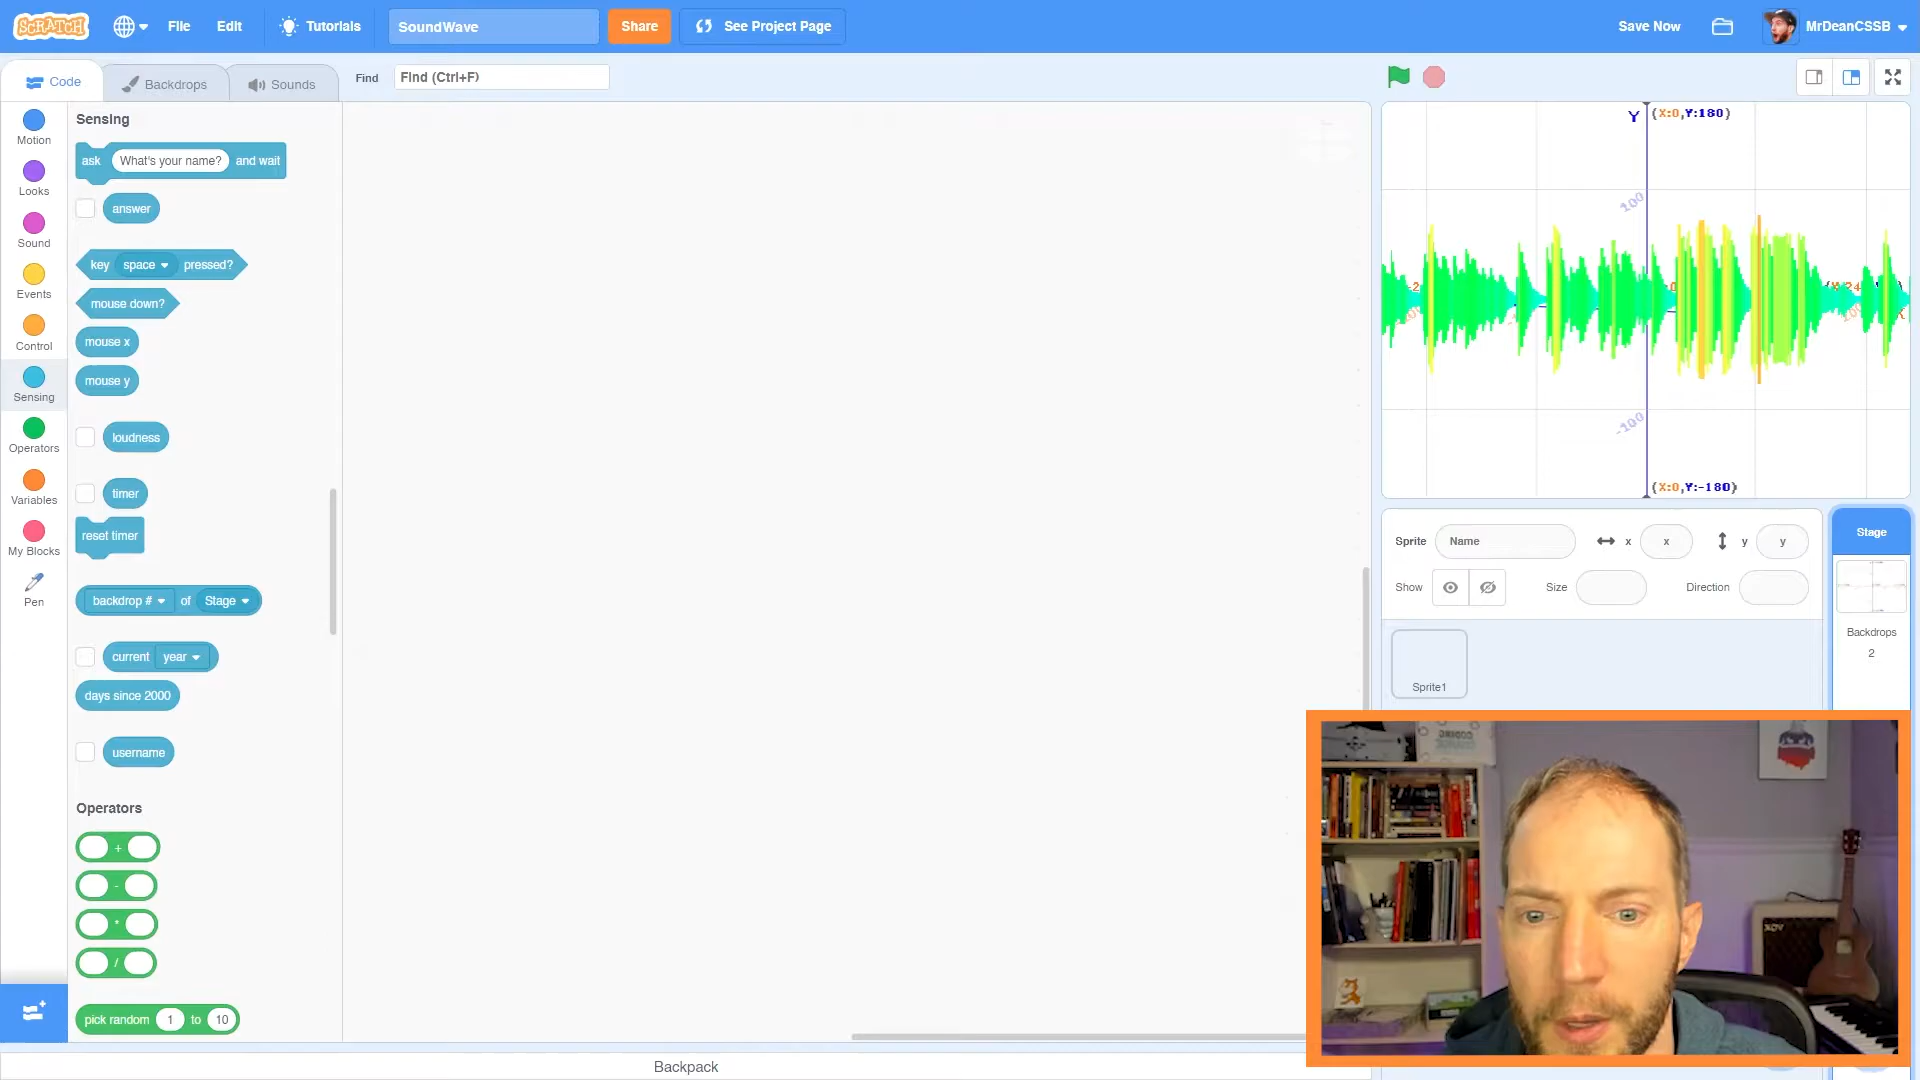 SCRATCH
File
Edit
Tutorials
SoundWave
Share
See Project Page
Save Now
MrDeanCSSB
Code
Backdrops
Sounds
Find
Find (Ctrl+F)
Motion
Looks
Sound
Events
Control
Sensing
Operators
Variables
My Blocks
Pen
Sensing
ask What's your name? and wait
answer
key space pressed?
mouse down?
mouse x
mouse y
loudness
timer
reset timer
backdrop # of Stage
current year
days since 2000
username
Operators
+
-
*
/
pick random 1 to 10
Backpack
Y (X:0,Y:180)
100
-100
(X:0,Y:-180)
Sprite Name x x y y
Show Size Direction
Sprite1
Stage
Backdrops
2
CODING